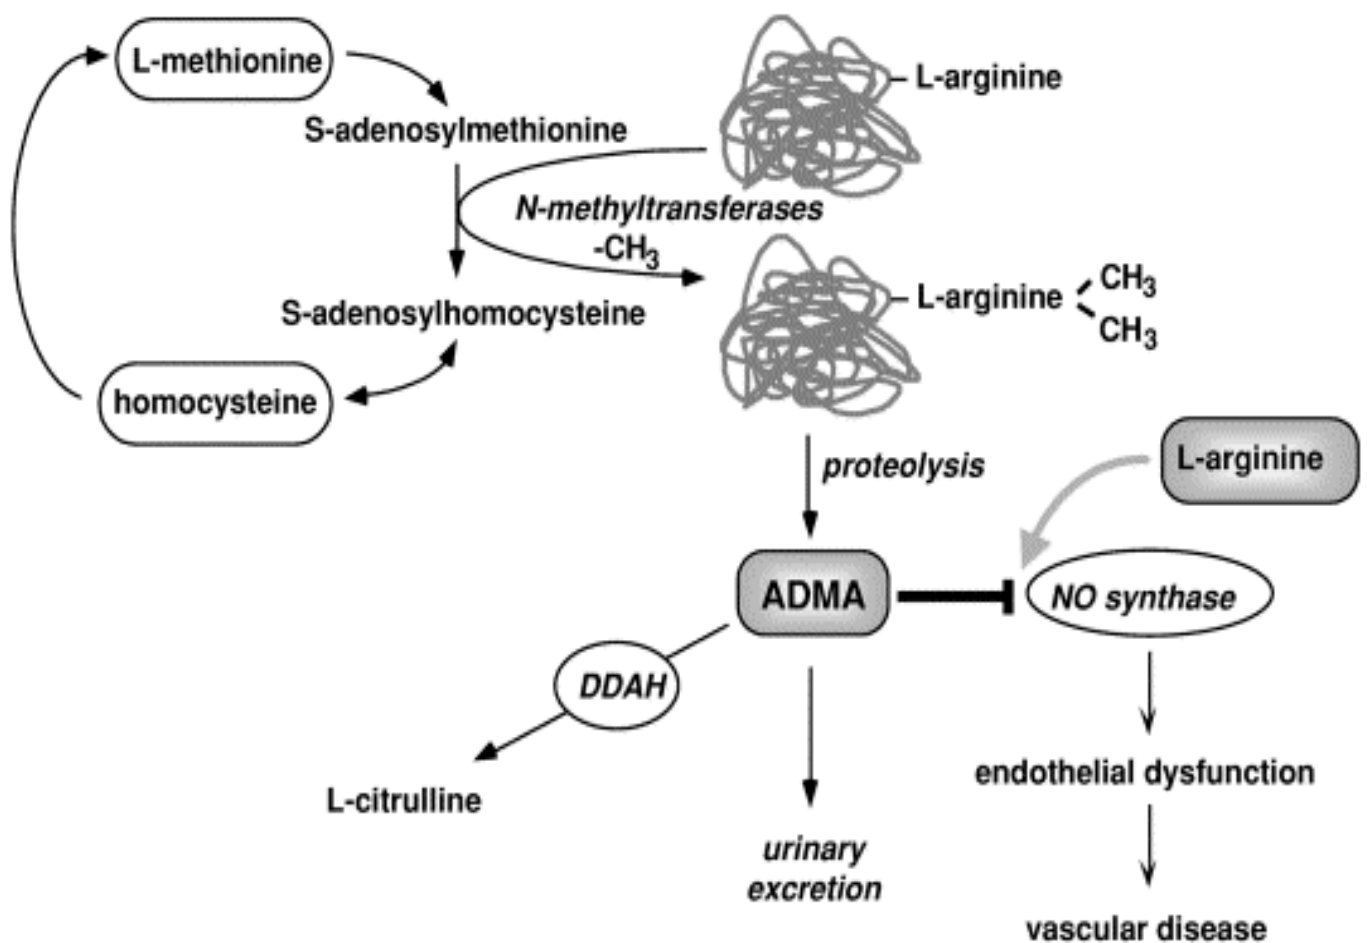 L-methionine
L-arginine
S-adenosylmethionine
N-methyltransferases
-CH3
S-adenosylhomocysteine
L-arginine
CH3
CH3
homocysteine
L-arginine
proteolysis
ADMA
NO synthase
DDAH
endothelial dysfunction
L-citrulline
urinary
excretion
vascular disease